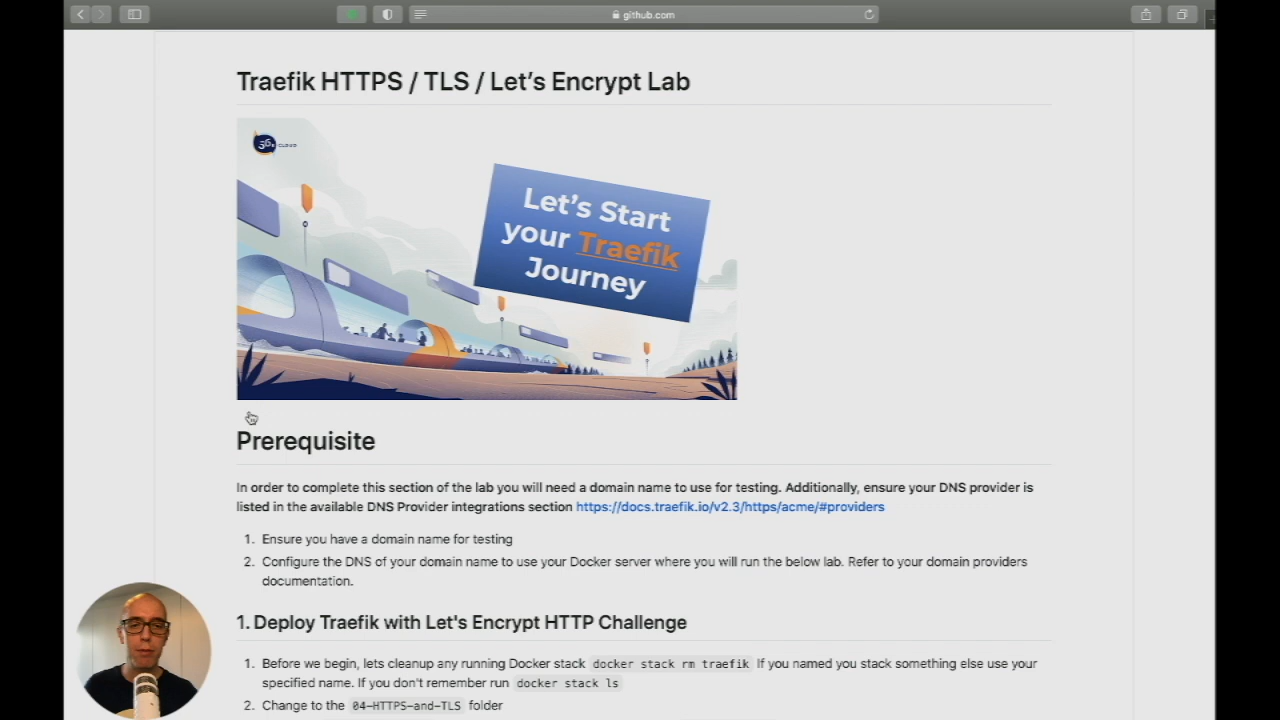 github.com
Traefik HTTPS / TLS / Let’s Encrypt Lab
56.
CLOUD
Let’s Start
your Traefik
Journey
Prerequisite
In order to complete this section of the lab you will need a domain name to use for testing. Additionally, ensure your DNS provider is
listed in the available DNS Provider integrations section https://docs.traefik.io/v2.3/https/acme/#providers
1. Ensure you have a domain name for testing
2. Configure the DNS of your domain name to use your Docker server where you will run the below lab. Refer to your domain providers
documentation.
1. Deploy Traefik with Let's Encrypt HTTP Challenge
1. Before we begin, lets cleanup any running Docker stack docker stack rm traefik If you named you stack something else use your
specified name. If you don't remember run docker stack ls
2. Change to the 04-HTTPS-and-TLS folder